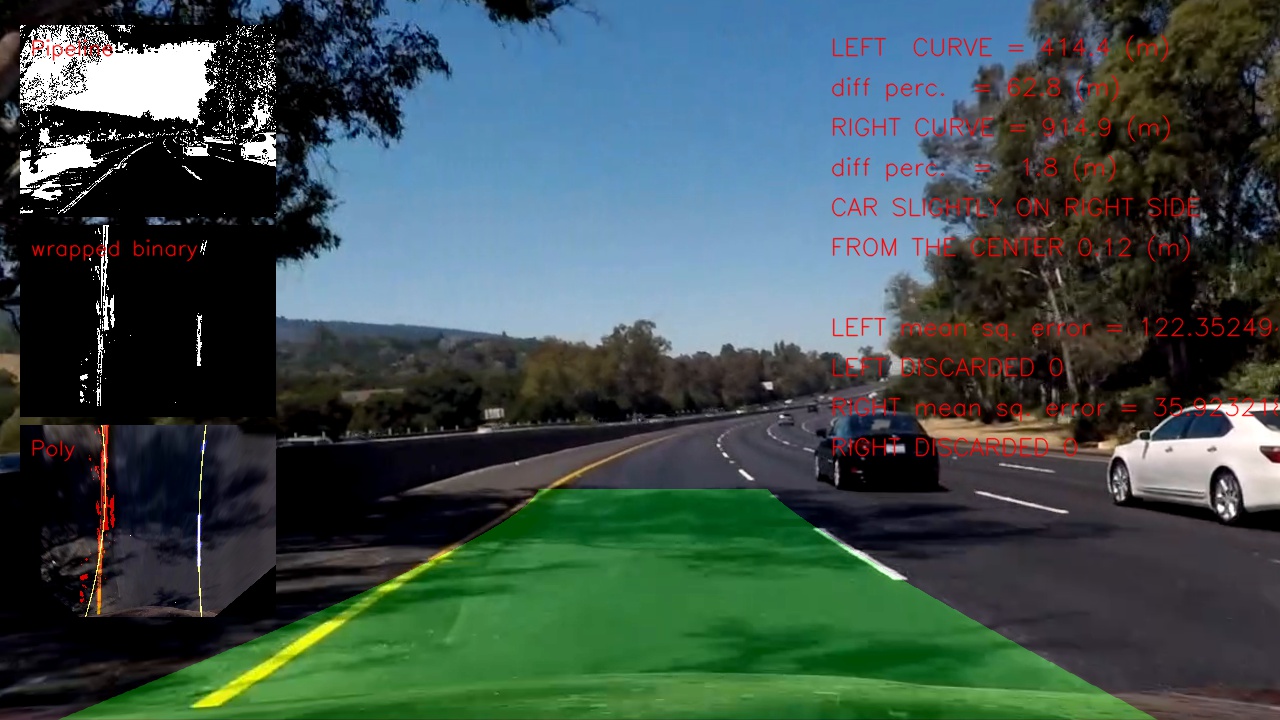 Pipeline
wrapped binary
Poly
LEFT CURVE = 414.4 (m)
diff perc. = 62.8 (m)
RIGHT CURVE = 914.9 (m)
diff perc. = 1.8 (m)
CAR SLIGHTLY ON RIGHT SIDE
FROM THE CENTER 0.12 (m)
LEFT mean sq. error = 122.35249
LEFT DISCARDED 0
RIGHT mean sq. error = 35.92321
RIGHT DISCARDED 0